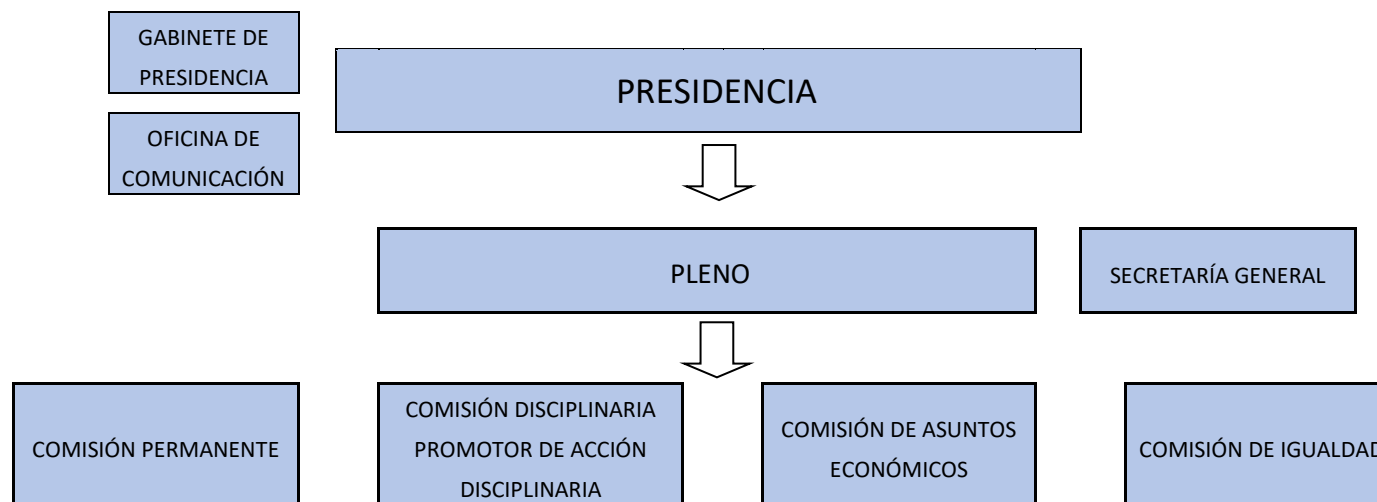 GABINETE DE
PRESIDENCIA
PRESIDENCIA
OFICINA DE
COMUNICACIÓN
PLENO
SECRETARÍA GENERAL
COMISIÓN PERMANENTE
COMISIÓN DISCIPLINARIA
PROMOTOR DE ACCIÓN
DISCIPLINARIA
COMISIÓN DE ASUNTOS
ECONÓMICOS
COMISIÓN DE IGUALDAD